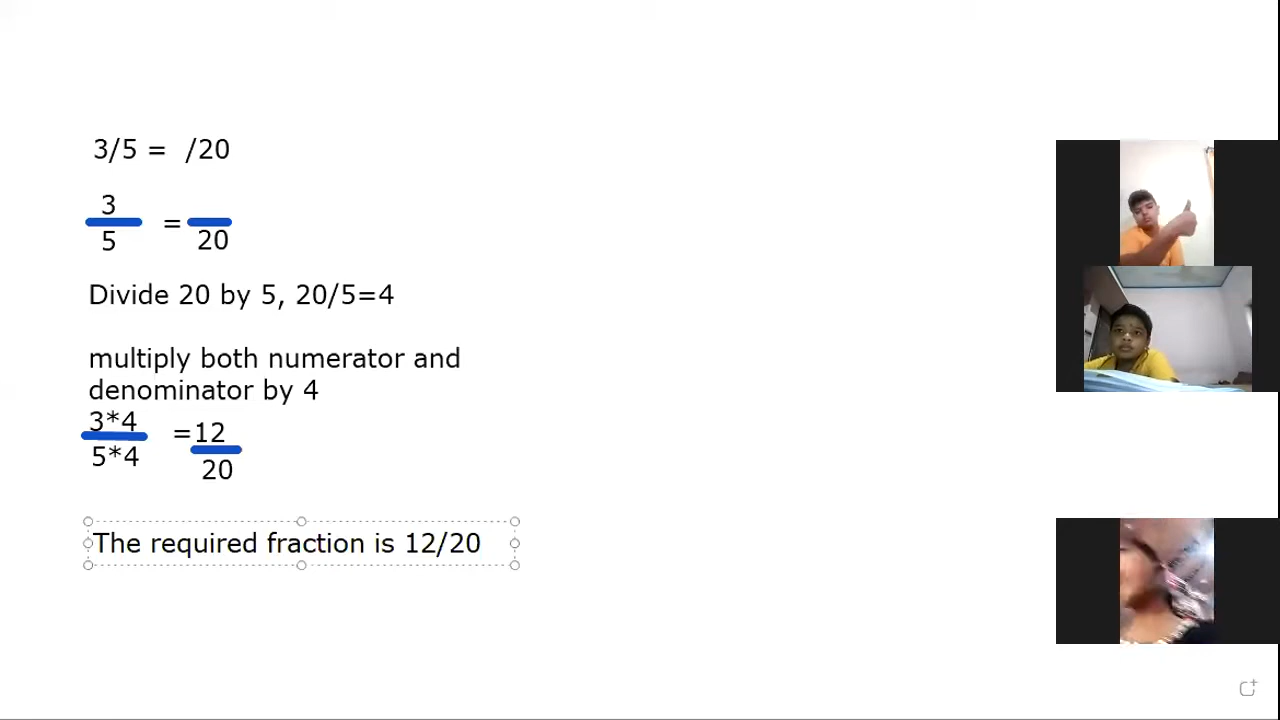 3/5 =  /20
3
5
=
20
Divide 20 by 5, 20/5=4
multiply both numerator and
denominator by 4
3*4
5*4
=12
20
The required fraction is 12/20